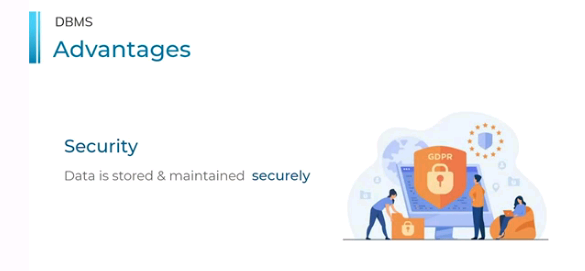 DBMS
Advantages
Security
Data is stored & maintained securely
GDPR